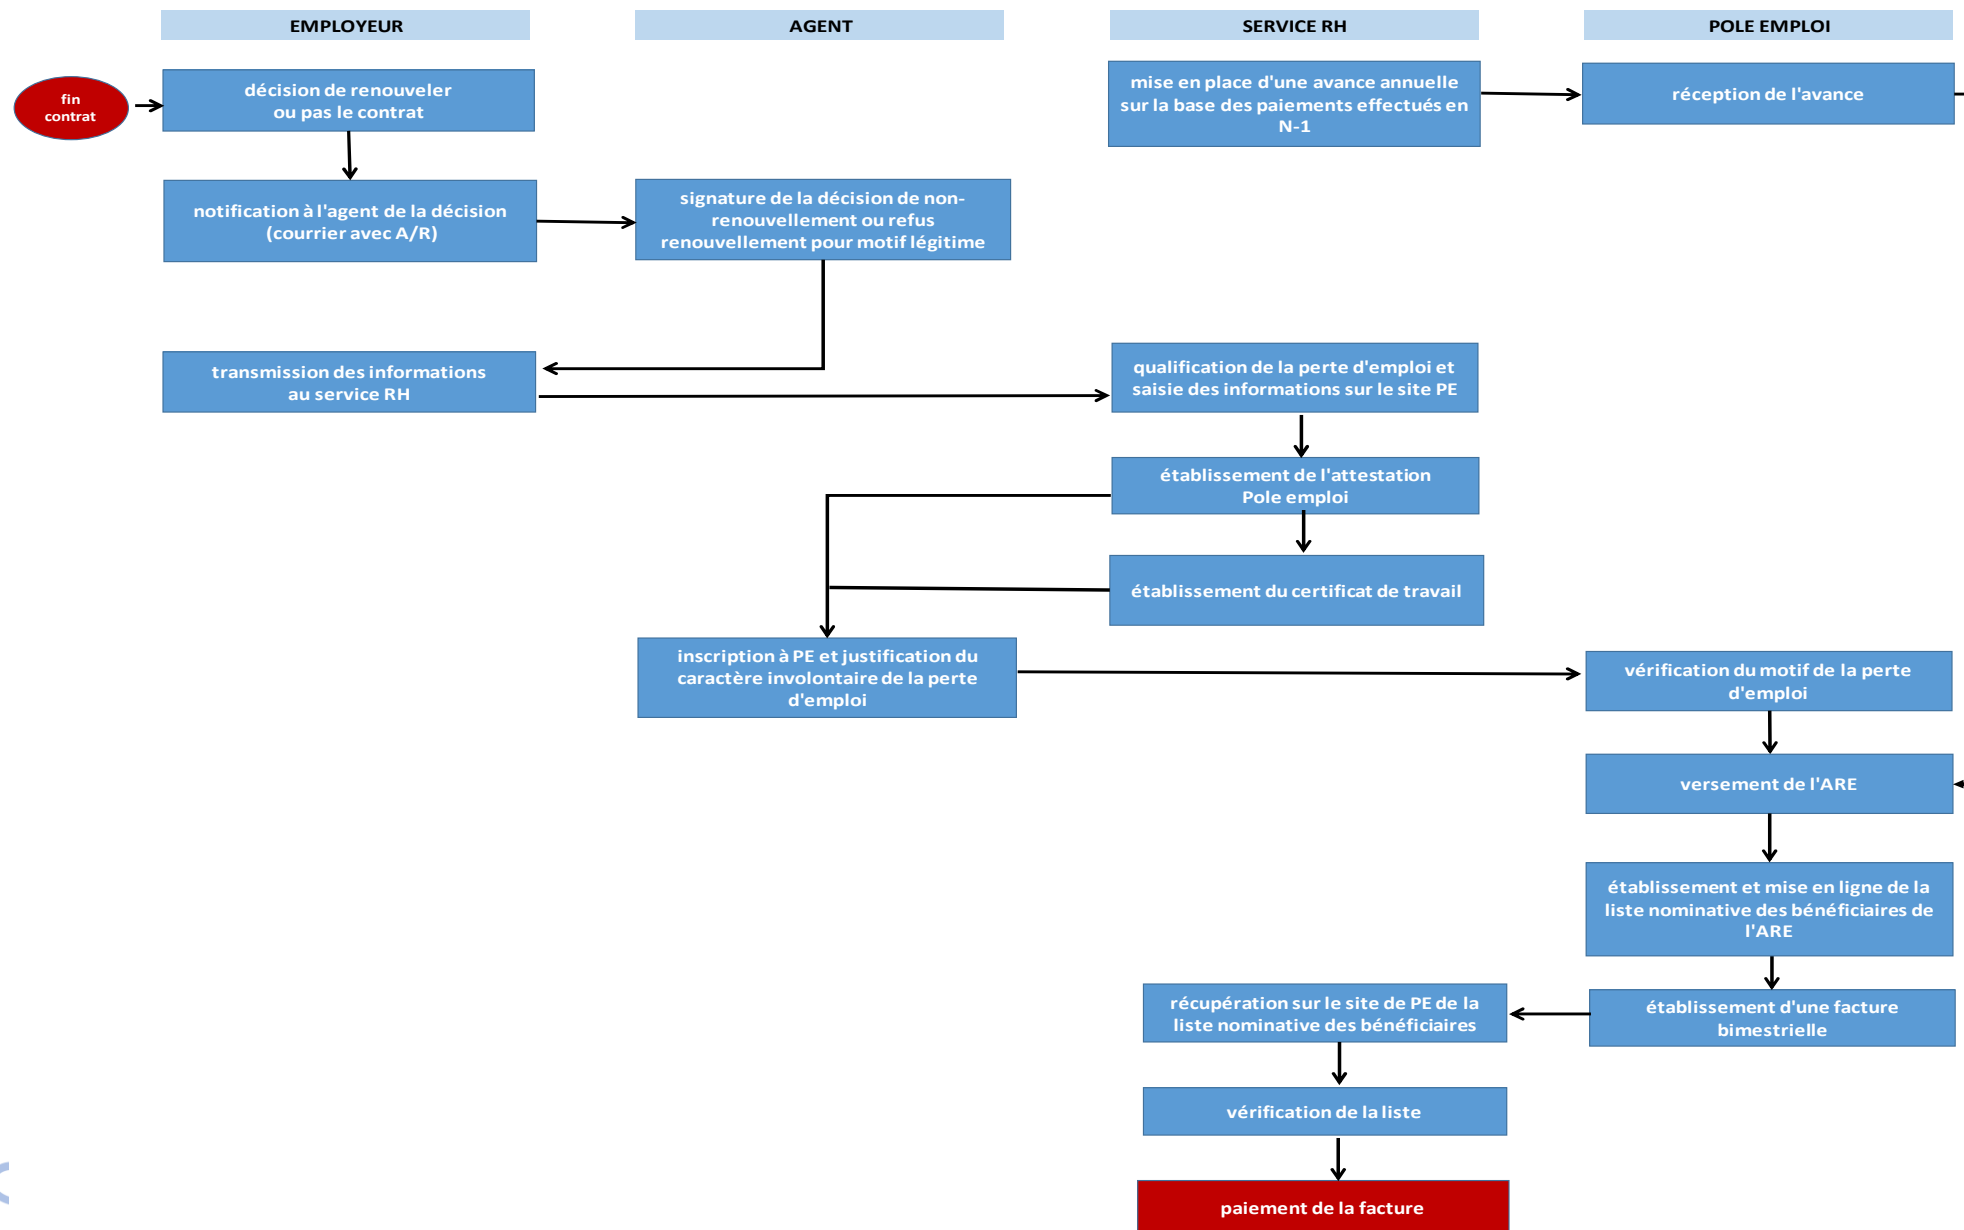 EMPLOYEUR
AGENT
SERVICE RH
POLE EMPLOI
fin
contrat
décision de renouveler
ou pas le contrat
mise en place d'une avance annuelle
sur la base des paiements effectués en
N-1
réception de l'avance
notification à l'agent de la décision
(courrier avec A/R)
signature de la décision de non-
renouvellement ou refus
renouvellement pour motif légitime
transmission des informations
au service RH
qualification de la perte d'emploi et
saisie des informations sur le site PE
établissement de l'attestation
Pole emploi
établissement du certificat de travail
inscription à PE et justification du
caractère involontaire de la perte
d'emploi
vérification du motif de la perte
d'emploi
versement de l'ARE
établissement et mise en ligne de la
liste nominative des bénéficiaires de
l'ARE
établissement d'une facture
bimestrielle
récupération sur le site de PE de la
liste nominative des bénéficiaires
vérification de la liste
paiement de la facture